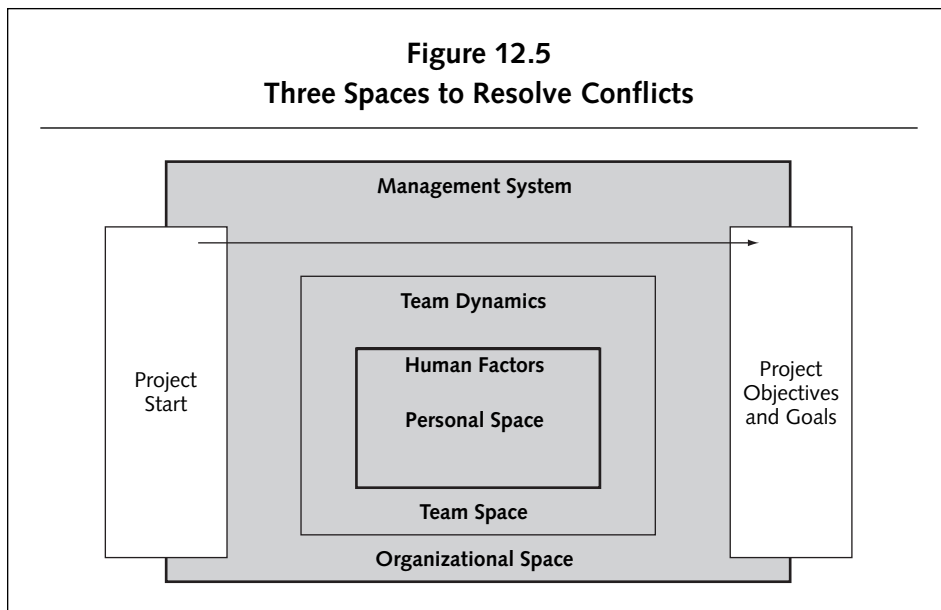 Figure 12.5
Three Spaces to Resolve Conflicts
Management System
Team Dynamics
Human Factors
Personal Space
Team Space
Organizational Space
Project
Start
Project
Objectives
and Goals